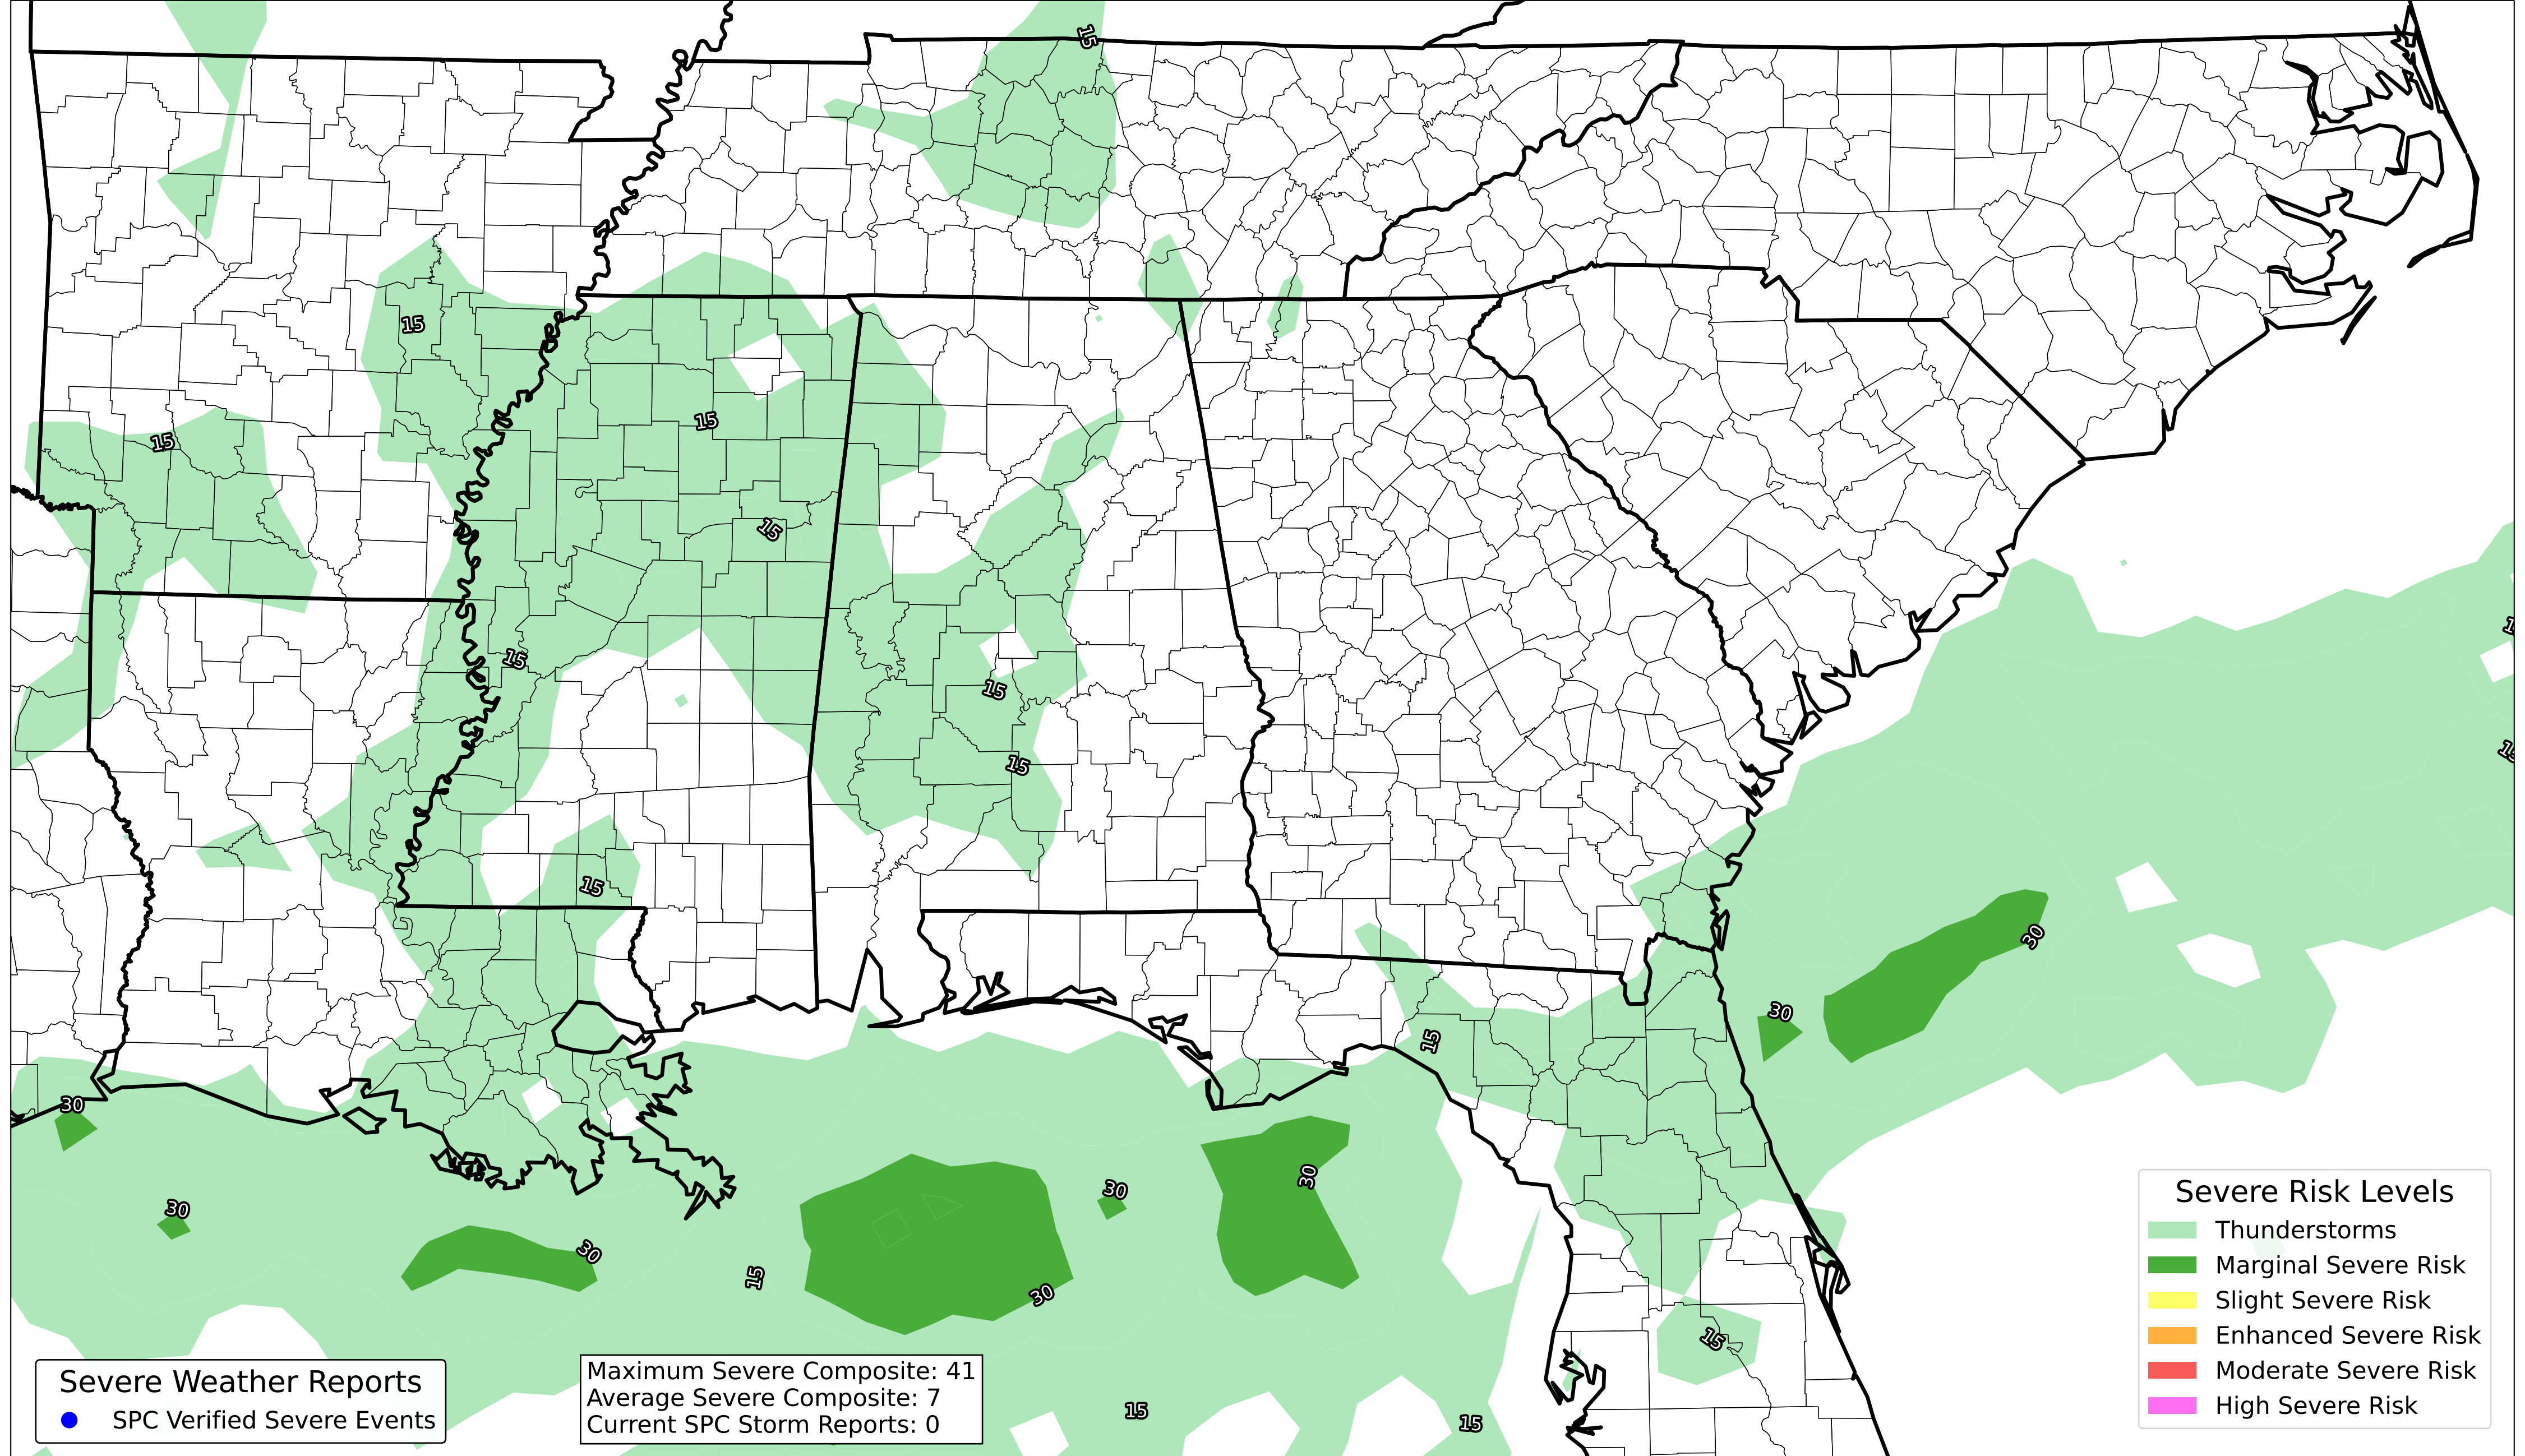 15
15
15
15
15
15
15
15
15
15
30
30
15
30
30
30
30
30
15
30
15
15
15
Severe Risk Levels
Thunderstorms
Marginal Severe Risk
Slight Severe Risk
Enhanced Severe Risk
Moderate Severe Risk
High Severe Risk
Severe Weather Reports
SPC Verified Severe Events
Maximum Severe Composite: 41
Average Severe Composite: 7
Current SPC Storm Reports: 0